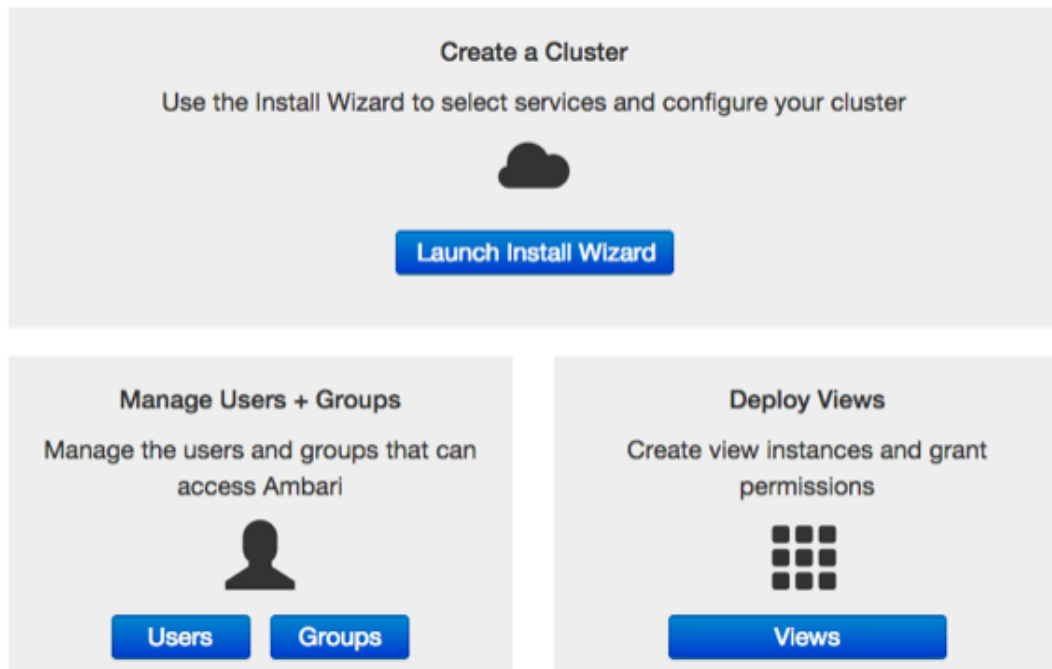 Create a Cluster
Use the Install Wizard to select services and configure your cluster
Launch Install Wizard
Manage Users + Groups
Manage the users and groups that can
access Ambari
Users
Groups
Deploy Views
Create view instances and grant
permissions
Views